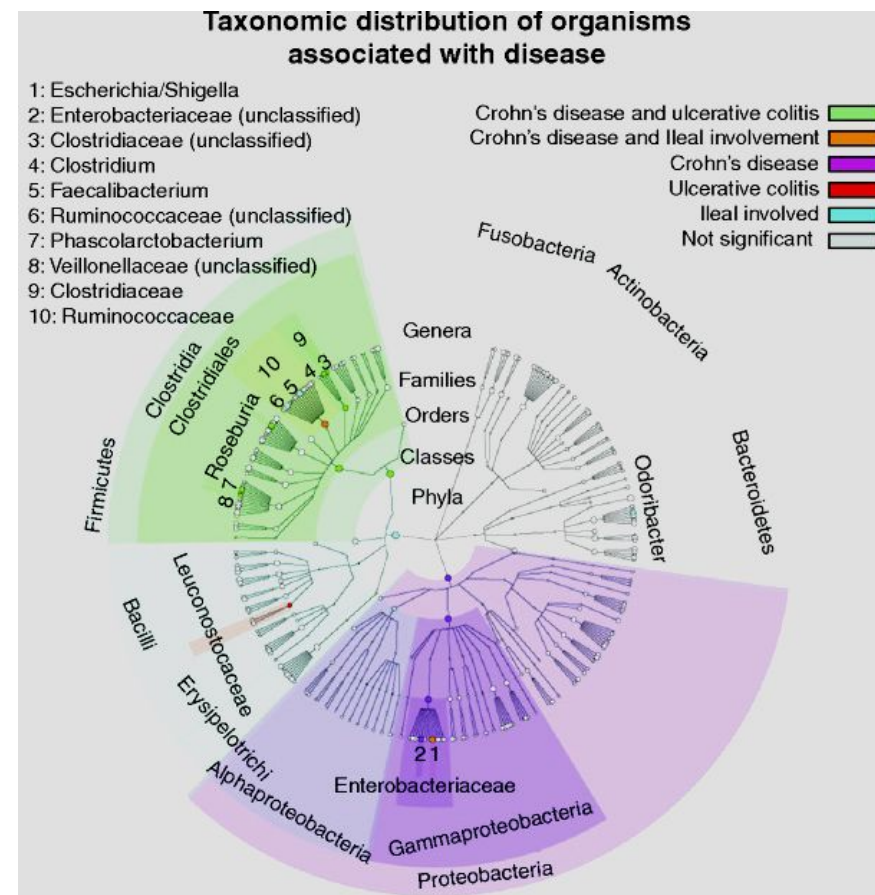 Taxonomic distribution of organisms
associated with disease
1: Escherichia/Shigella
2: Enterobacteriaceae (unclassified)
3: Clostridiaceae (unclassified)
4: Clostridium
5: Faecalibacterium
6: Ruminococcaceae (unclassified)
7: Phascolarctobacterium
8: Veillonellaceae (unclassified)
9: Clostridiaceae
10: Ruminococcaceae
Crohn's disease and ulcerative colitis
Crohn's disease and Ileal involvement
Crohn's disease
Ulcerative colitis
Ileal involved
Not significant
Fusobacteria
Actinobacteria
Bacteroidetes
Odoribacter
Genera
Families
Orders
Classes
Phyla
Firmicutes
Clostridia
Clostridiales
Roseburia
10
9
8
7
6
5
4
3
Leuconostocaceae
Bacilli
Erysipelotrichi
Alphaproteobacteria
2 1
Enterobacteriaceae
Gammaproteobacteria
Proteobacteria